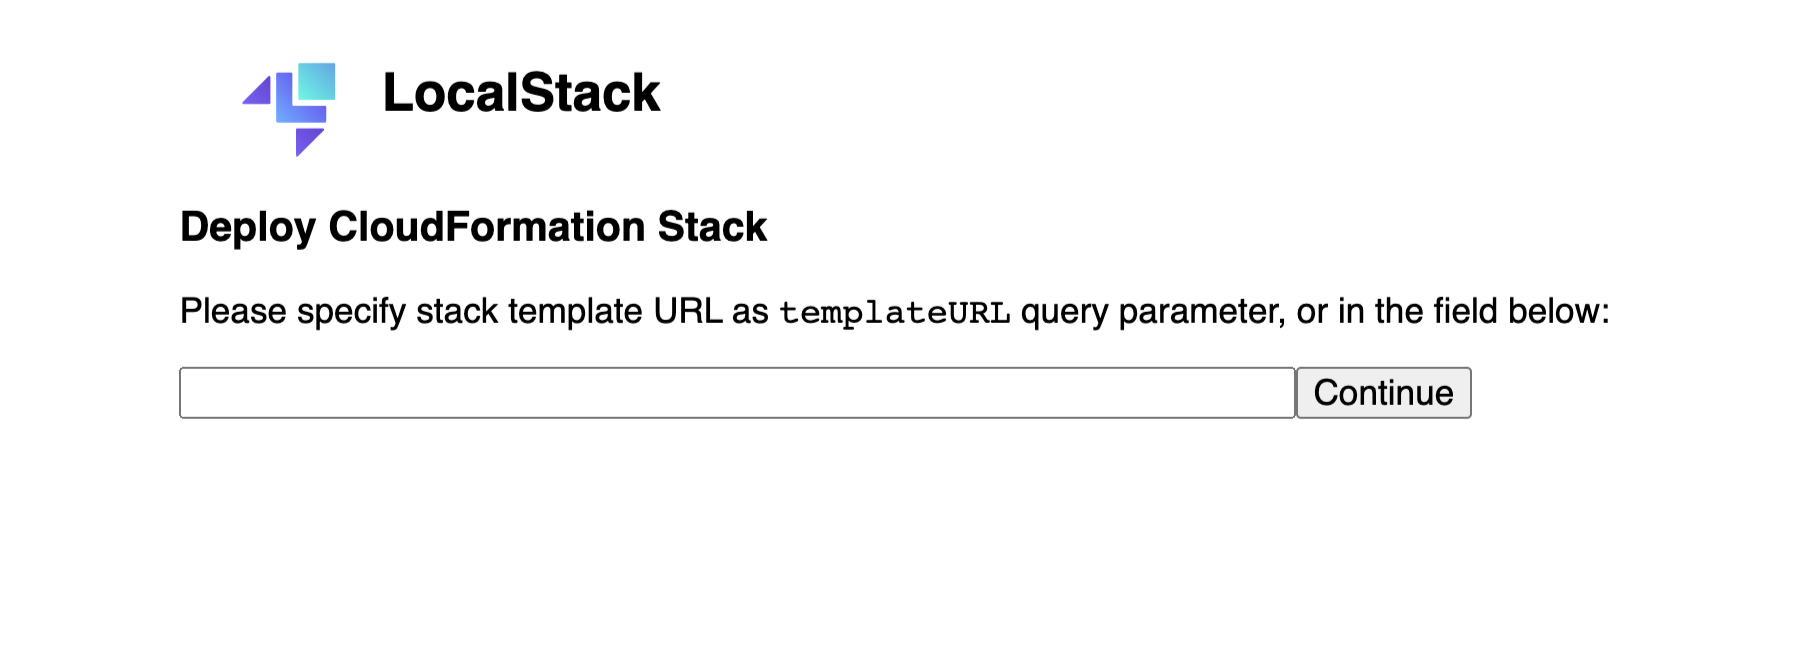 LocalStack
Deploy CloudFormation Stack
Please specify stack template URL as templateURL query parameter, or in the field below:
Continue